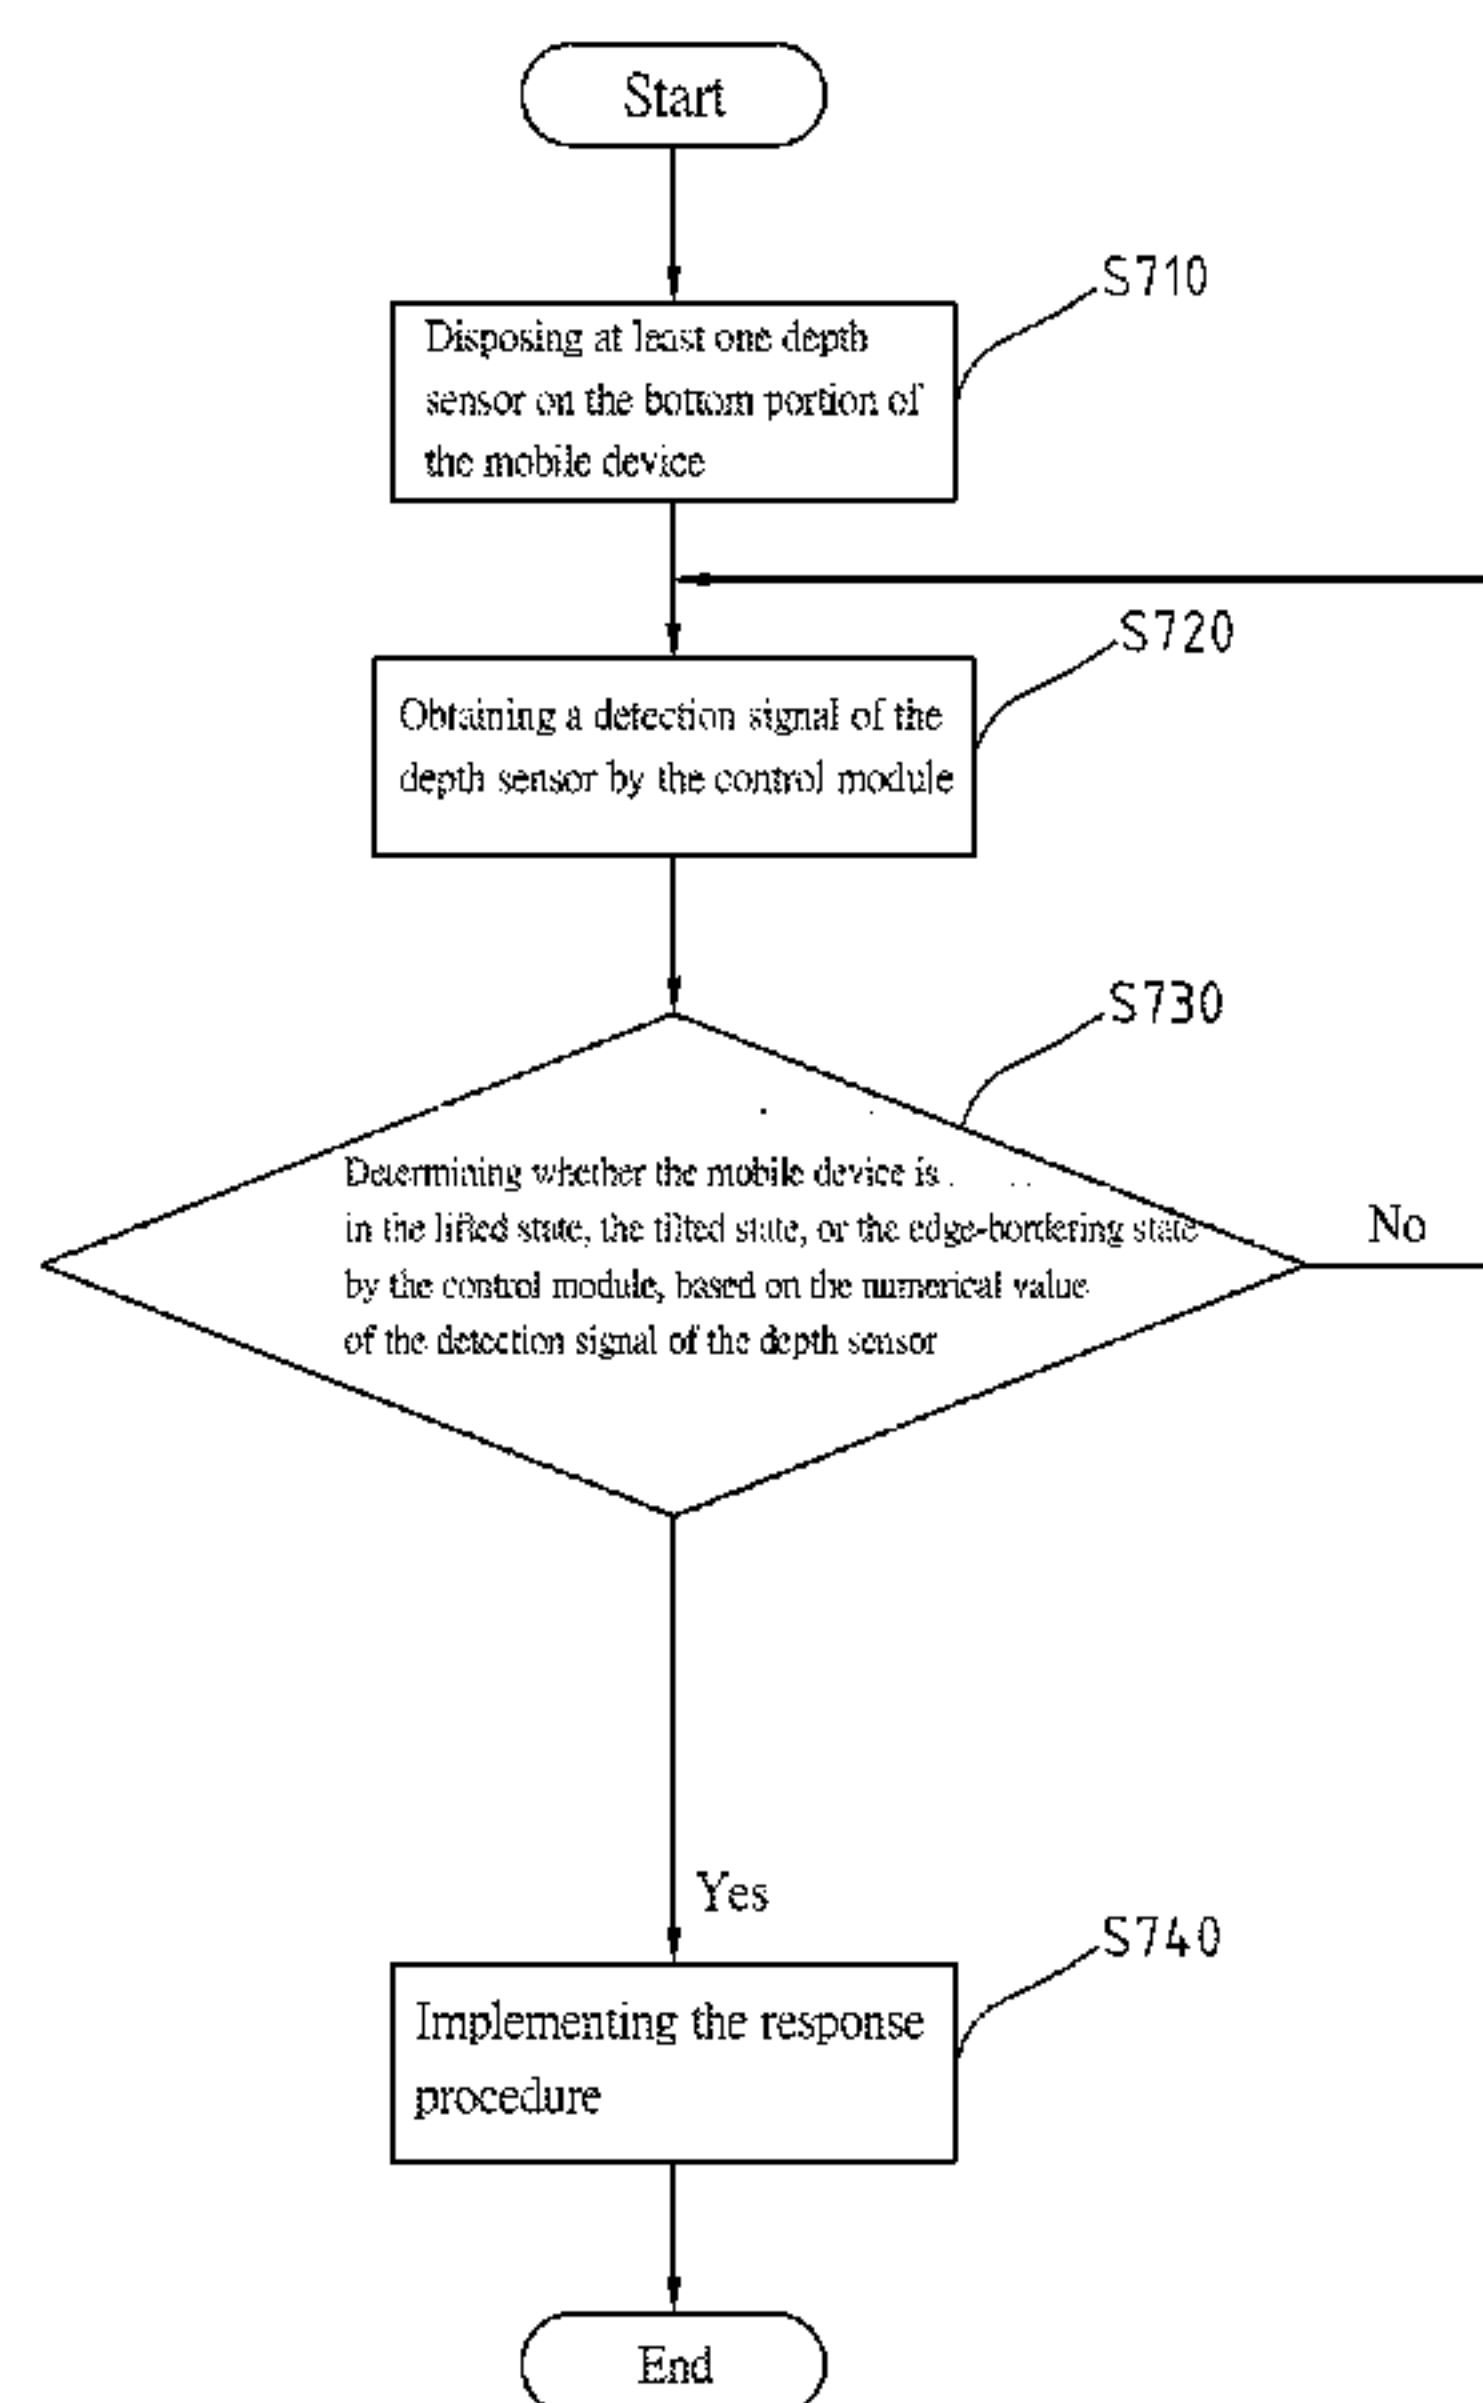 Start
S710
Disposing at least one depth
sensor on the bottom portion of
the mobile device
S720
Obtaining a detection signal of the
depth sensor by the control module
S730
Determining whether the mobile device is
in the lifted state, the tilted state, or the edge-bordering state
by the control module, based on the numerical value
of the detection signal of the depth sensor
No
Yes
S740
Implementing the response
procedure
End